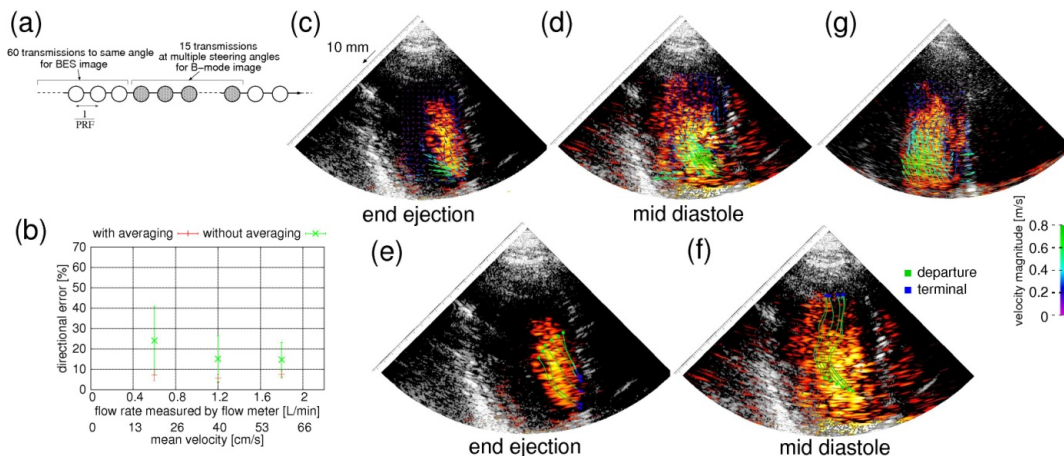 (a)
60 transmissions to same angle
for BES image
15 transmissions
at multiple steering angles
for B-mode image
1
PRF
(b)
with averaging
without averaging
directional error [%]
70
60
50
40
30
20
10
0
0 0.4 0.8 1.2 1.6 2
flow rate measured by flow meter [L/min]
0 13 27 40 53 66
mean velocity [cm/s]
(c)
10 mm
end ejection
(d)
mid diastole
(g)
(e)
end ejection
(f)
mid diastole
departure
terminal
velocity magnitude [m/s]
0.8
0.6
0.4
0.2
0